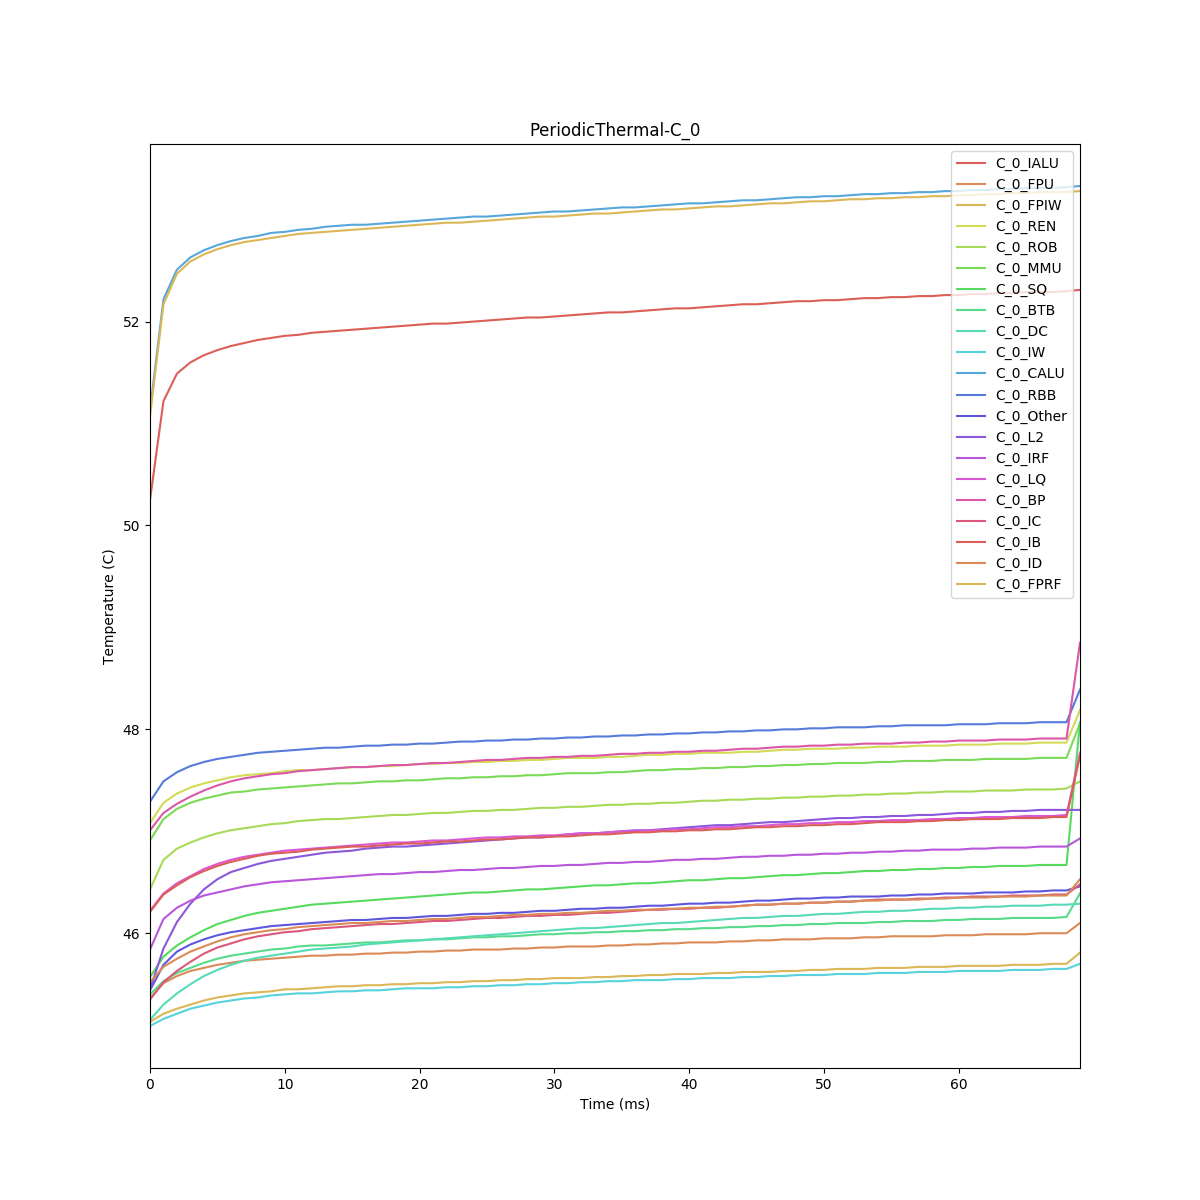 PeriodicThermal-C_0
C_0_IALU
C_0_FPU
C_0_FPIW
C_0_REN
C_0_ROB
C_0_MMU
C_0_SQ
C_0_BTB
C_0_DC
C_0_IW
C_0_CALU
C_0_RBB
C_0_Other
C_0_L2
C_0_IRF
C_0_LQ
C_0_BP
C_0_IC
C_0_IB
C_0_ID
C_0_FPRF
Temperature (C)
52
50
48
46
0 10 20 30 40 50 60
Time (ms)